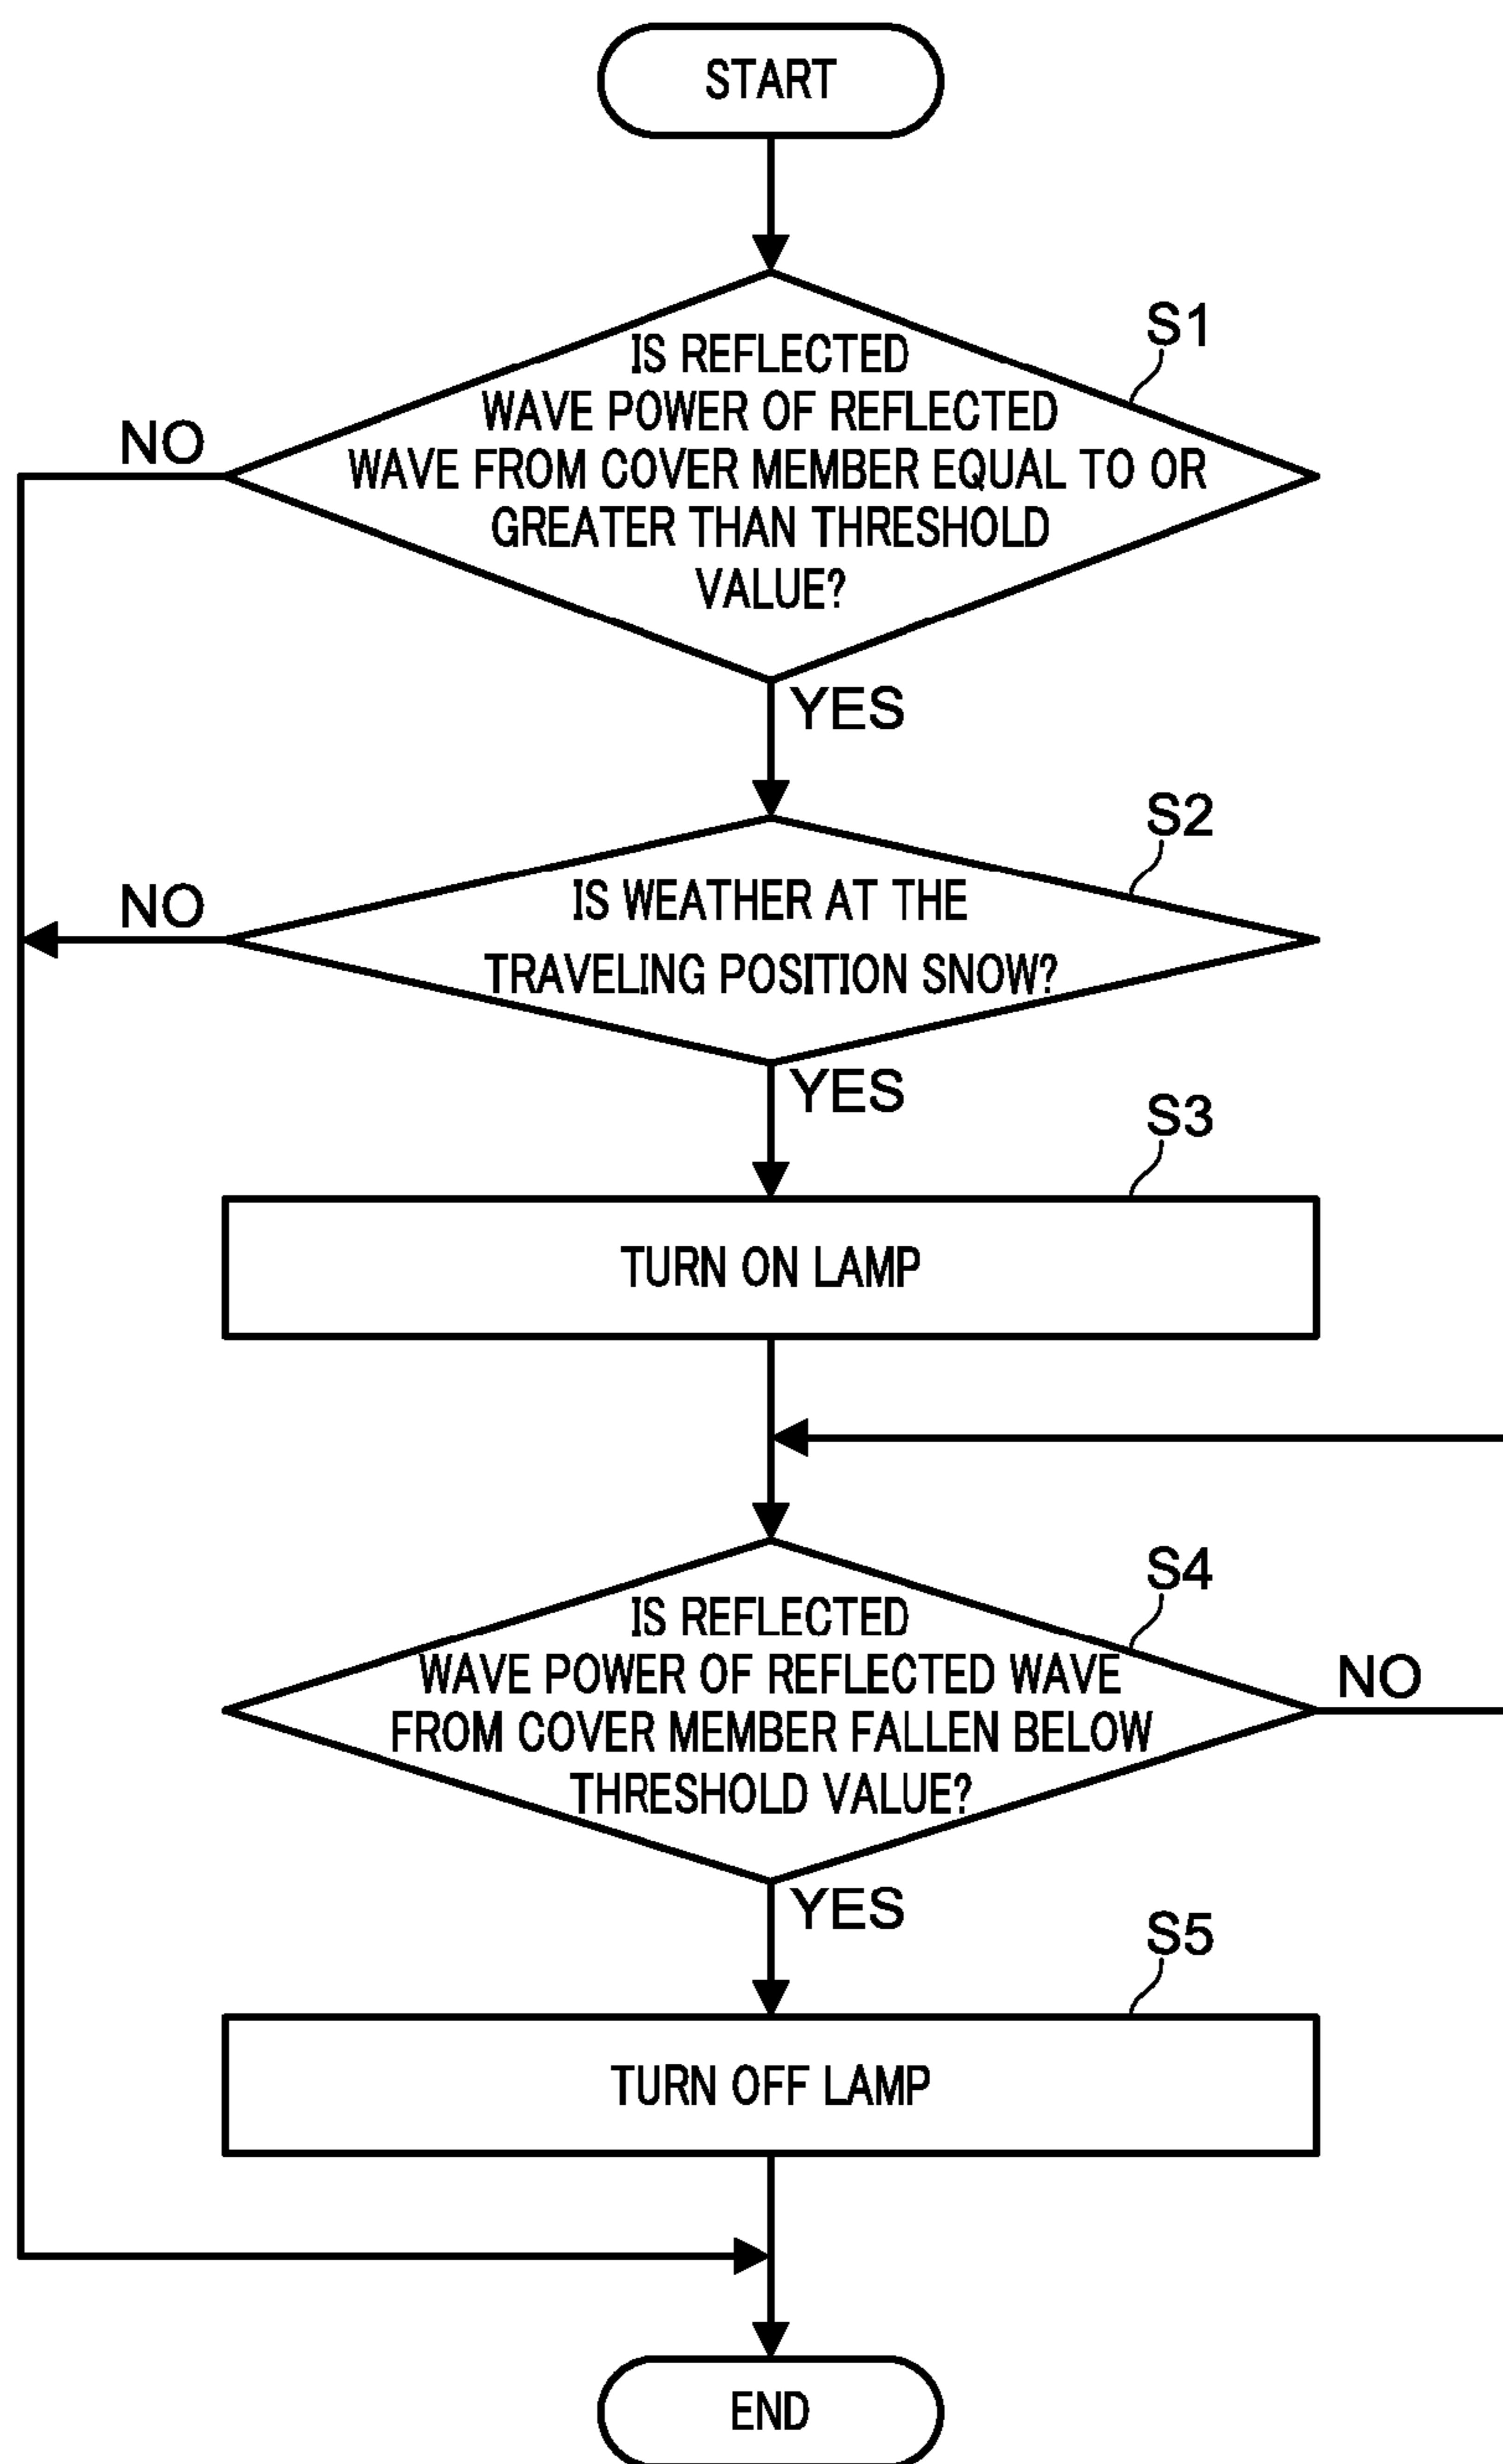 START
S1
IS REFLECTED
WAVE POWER OF REFLECTED
WAVE FROM COVER MEMBER EQUAL TO OR
GREATER THAN THRESHOLD
VALUE?
NO
YES
S2
IS WEATHER AT THE
TRAVELING POSITION SNOW?
NO
YES
S3
TURN ON LAMP
S4
IS REFLECTED
WAVE POWER OF REFLECTED WAVE
FROM COVER MEMBER FALLEN BELOW
THRESHOLD VALUE?
NO
YES
S5
TURN OFF LAMP
END